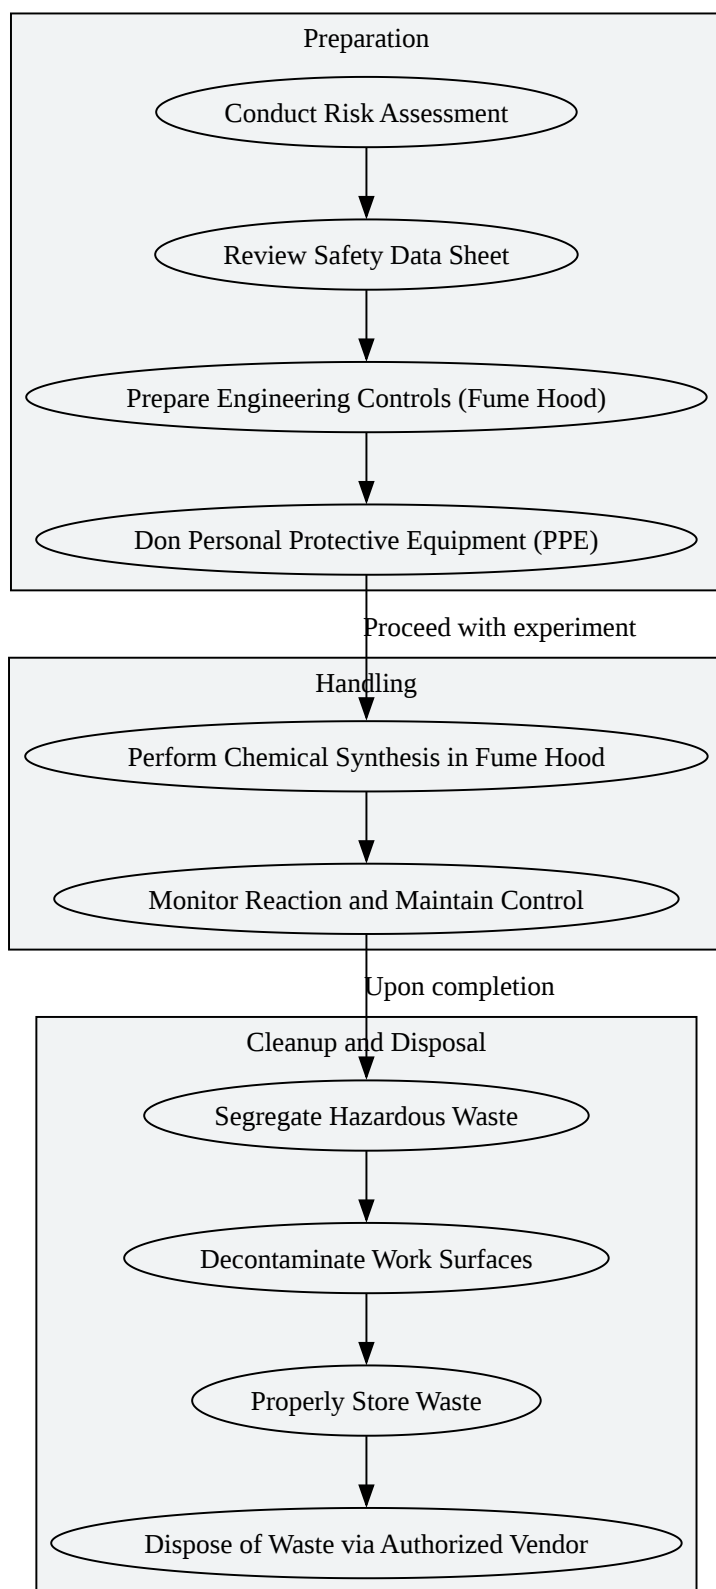 Preparation
Conduct Risk Assessment
Review Safety Data Sheet
Prepare Engineering Controls (Fume Hood)
Don Personal Protective Equipment (PPE)
Proceed with experiment
Handling
Perform Chemical Synthesis in Fume Hood
Monitor Reaction and Maintain Control
Upon completion
Cleanup and Disposal
Segregate Hazardous Waste
Decontaminate Work Surfaces
Properly Store Waste
Dispose of Waste via Authorized Vendor